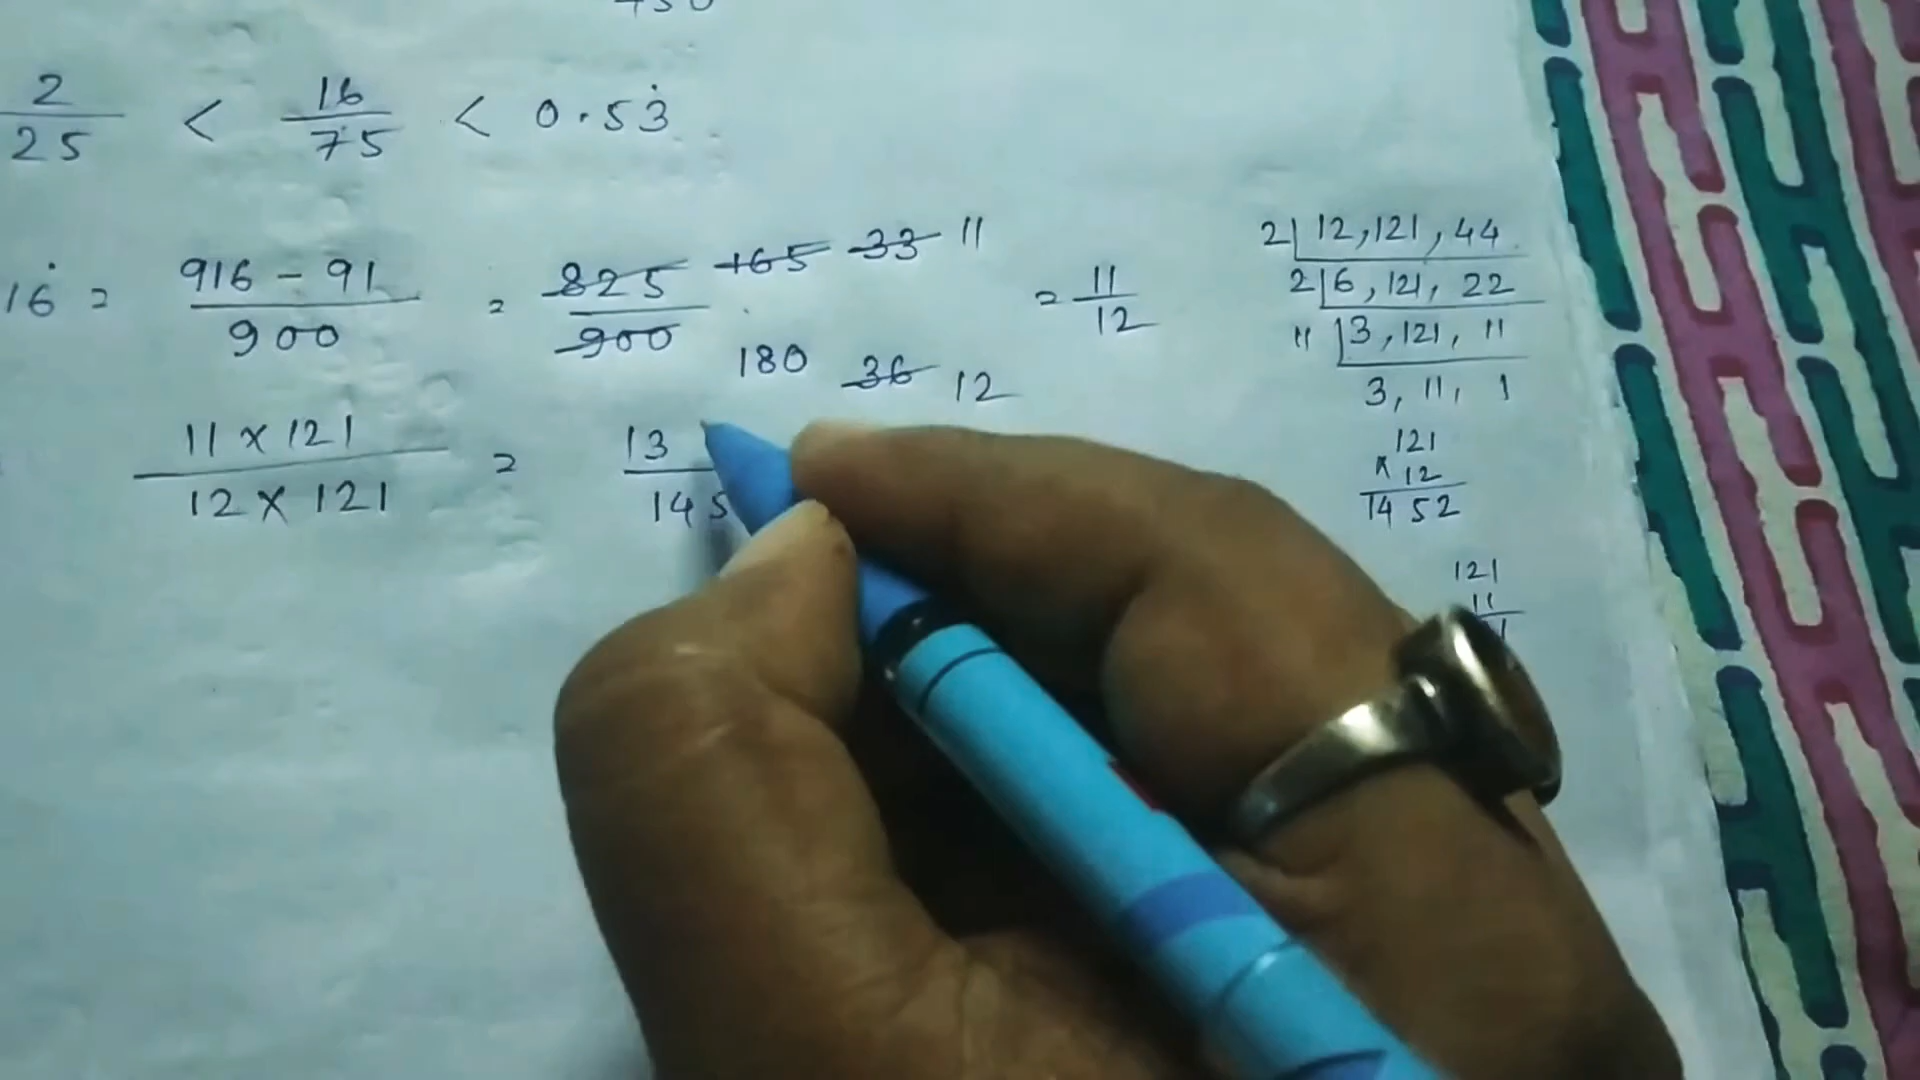 2/25 < 16/75 < 0.53̇
16̇ = (916 - 91)/900 = 825/900 165 33 11 = 11/12
180 36 12
(11 x 121)/(12 x 121) = 13/145
2 | 12, 121, 44
2 | 6, 121, 22
11 | 3, 121, 11
3, 11, 1
121
x 12
1452
121
11
1